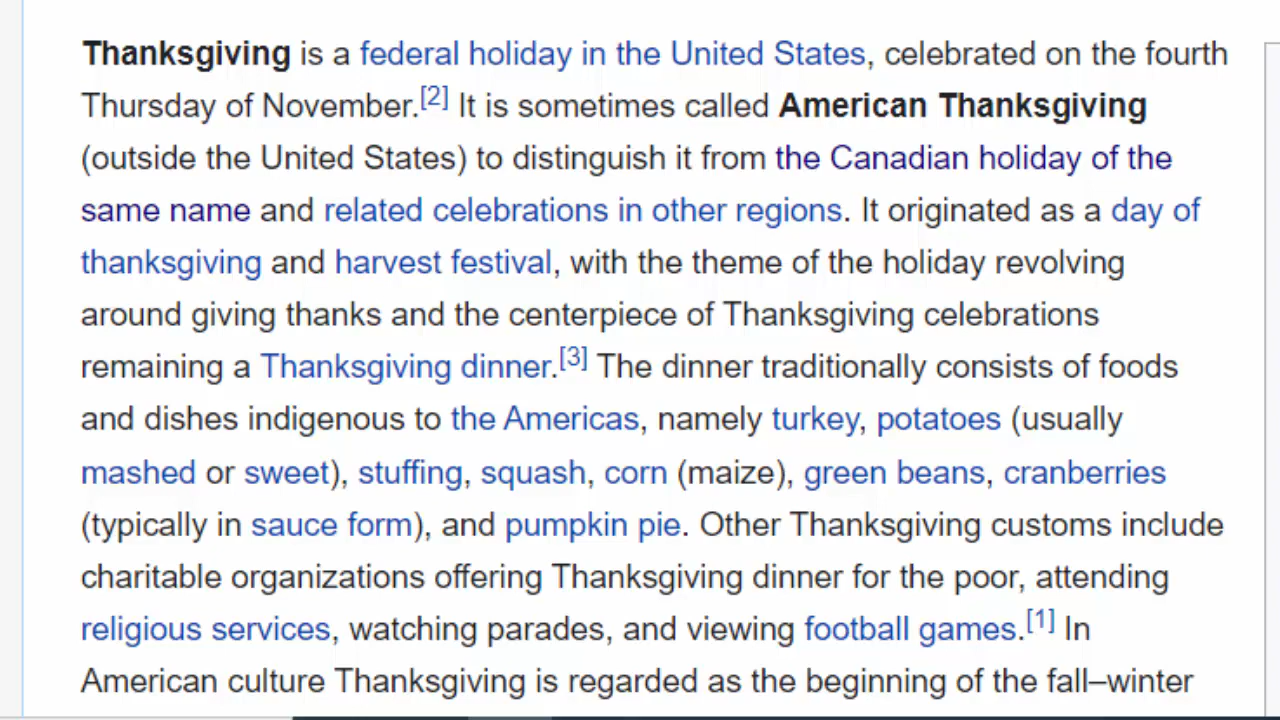 Thanksgiving is a federal holiday in the United States, celebrated on the fourth
Thursday of November.[2] It is sometimes called American Thanksgiving
(outside the United States) to distinguish it from the Canadian holiday of the
same name and related celebrations in other regions. It originated as a day of
thanksgiving and harvest festival, with the theme of the holiday revolving
around giving thanks and the centerpiece of Thanksgiving celebrations
remaining a Thanksgiving dinner.[3] The dinner traditionally consists of foods
and dishes indigenous to the Americas, namely turkey, potatoes (usually
mashed or sweet), stuffing, squash, corn (maize), green beans, cranberries
(typically in sauce form), and pumpkin pie. Other Thanksgiving customs include
charitable organizations offering Thanksgiving dinner for the poor, attending
religious services, watching parades, and viewing football games.[1] In
American culture Thanksgiving is regarded as the beginning of the fall–winter